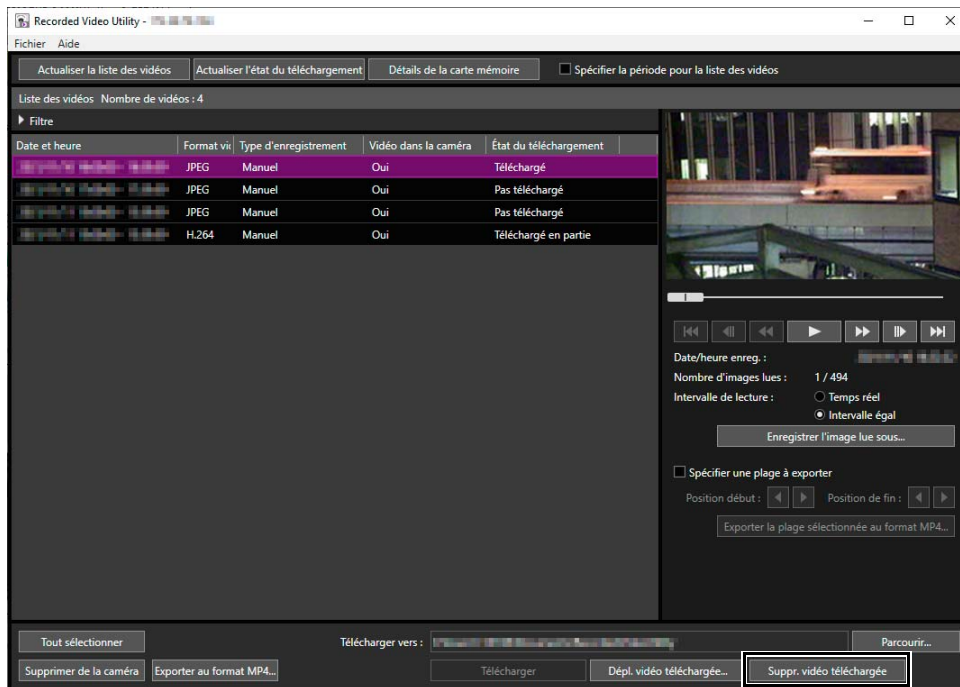 Recorded Video Utility -
Fichier Aide
Actualiser la liste des vidéos Actualiser l'état du téléchargement Détails de la carte mémoire Spécifier la période pour la liste des vidéos
Liste des vidéos Nombre de vidéos : 4
Filtre
Date et heure Format vi Type d'enregistrement Vidéo dans la caméra État du téléchargement
JPEG Manuel Oui Téléchargé
JPEG Manuel Oui Pas téléchargé
JPEG Manuel Oui Pas téléchargé
H.264 Manuel Oui Téléchargé en partie
Date/heure enreg. :
Nombre d'images lues : 1 / 494
Intervalle de lecture : Temps réel
Intervalle égal
Enregistrer l'image lue sous...
Spécifier une plage à exporter
Position début : Position de fin :
Exporter la plage sélectionnée au format MP4...
Tout sélectionner Télécharger vers : Parcourir...
Supprimer de la caméra Exporter au format MP4... Télécharger Dépl. vidéo téléchargée... Suppr. vidéo téléchargée